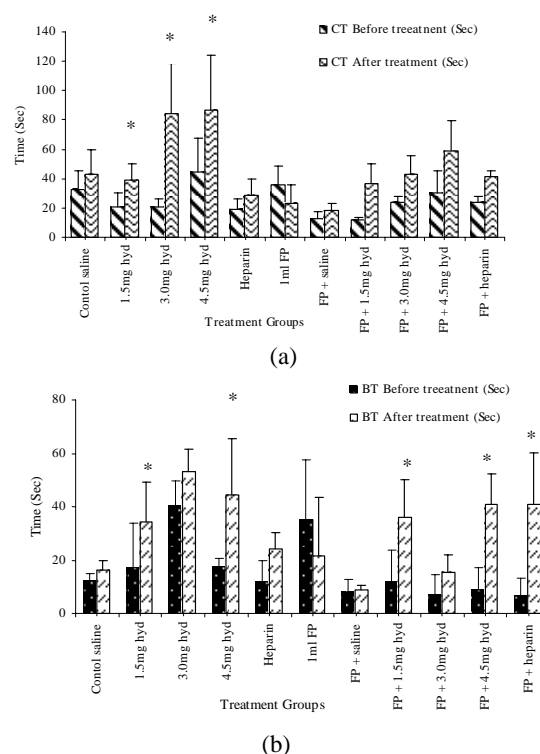 CT Before treeatment (Sec)
CT After treatment (Sec)
Time (Sec)
140
120
100
80
60
40
20
0
*
*
*
Contol saline
1.5mg hyd
3.0mg hyd
4.5mg hyd
Heparin
1ml FP
FP + saline
FP + 1.5mg hyd
FP + 3.0mg hyd
FP + 4.5mg hyd
FP + heparin
Treatment Groups
(a)
BT Before treeatnent (Sec)
BT After treatment (Sec)
Time (Sec)
80
60
40
20
0
*
*
*
*
*
Contol saline
1.5mg hyd
3.0mg hyd
4.5mg hyd
Heparin
1ml FP
FP + saline
FP + 1.5mg hyd
FP + 3.0mg hyd
FP + 4.5mg hyd
FP + heparin
Treatment Groups
(b)